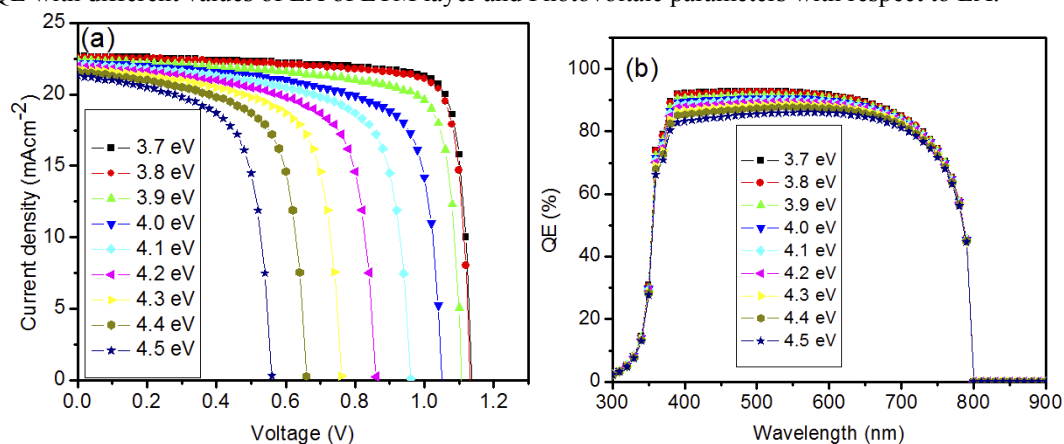 QE with different values of EA of ETM layer and Photovoltaic parameters with respect to EA.
(a)
Current density (mAcm-2)
25
20
15
10
5
0
3.7 eV
3.8 eV
3.9 eV
4.0 eV
4.1 eV
4.2 eV
4.3 eV
4.4 eV
4.5 eV
0.0 0.2 0.4 0.6 0.8 1.0 1.2
Voltage (V)
(b)
QE (%)
100
80
60
40
20
0
3.7 eV
3.8 eV
3.9 eV
4.0 eV
4.1 eV
4.2 eV
4.3 eV
4.4 eV
4.5 eV
300 400 500 600 700 800 900
Wavelength (nm)